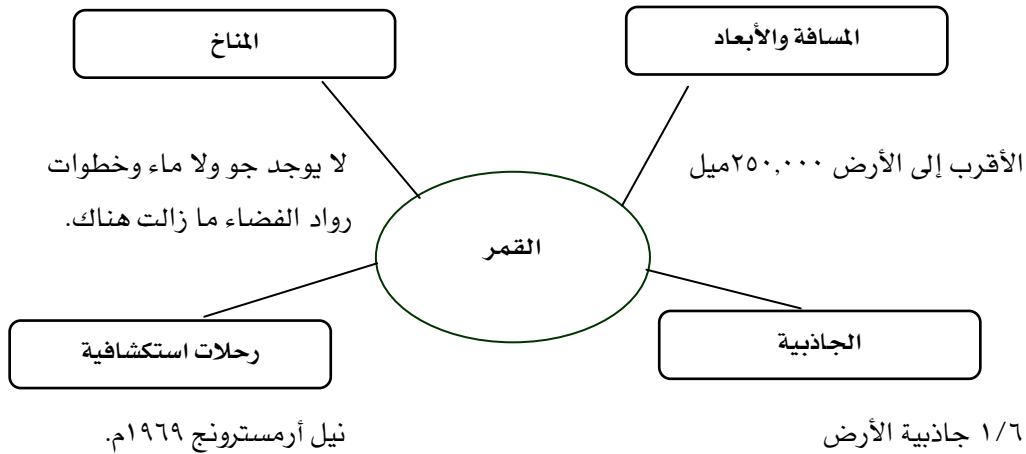 المسافة والأبعاد
المناخ
الأقرب إلى الأرض ٢٥٠,٠٠٠ميل
لا يوجد جو ولا ماء وخطوات
رواد الفضاء ما زالت هناك.
القمر
الجاذبية
رحلات استكشافية
١/٦ جاذبية الأرض
نيل أرمسترونج ١٩٦٩م.